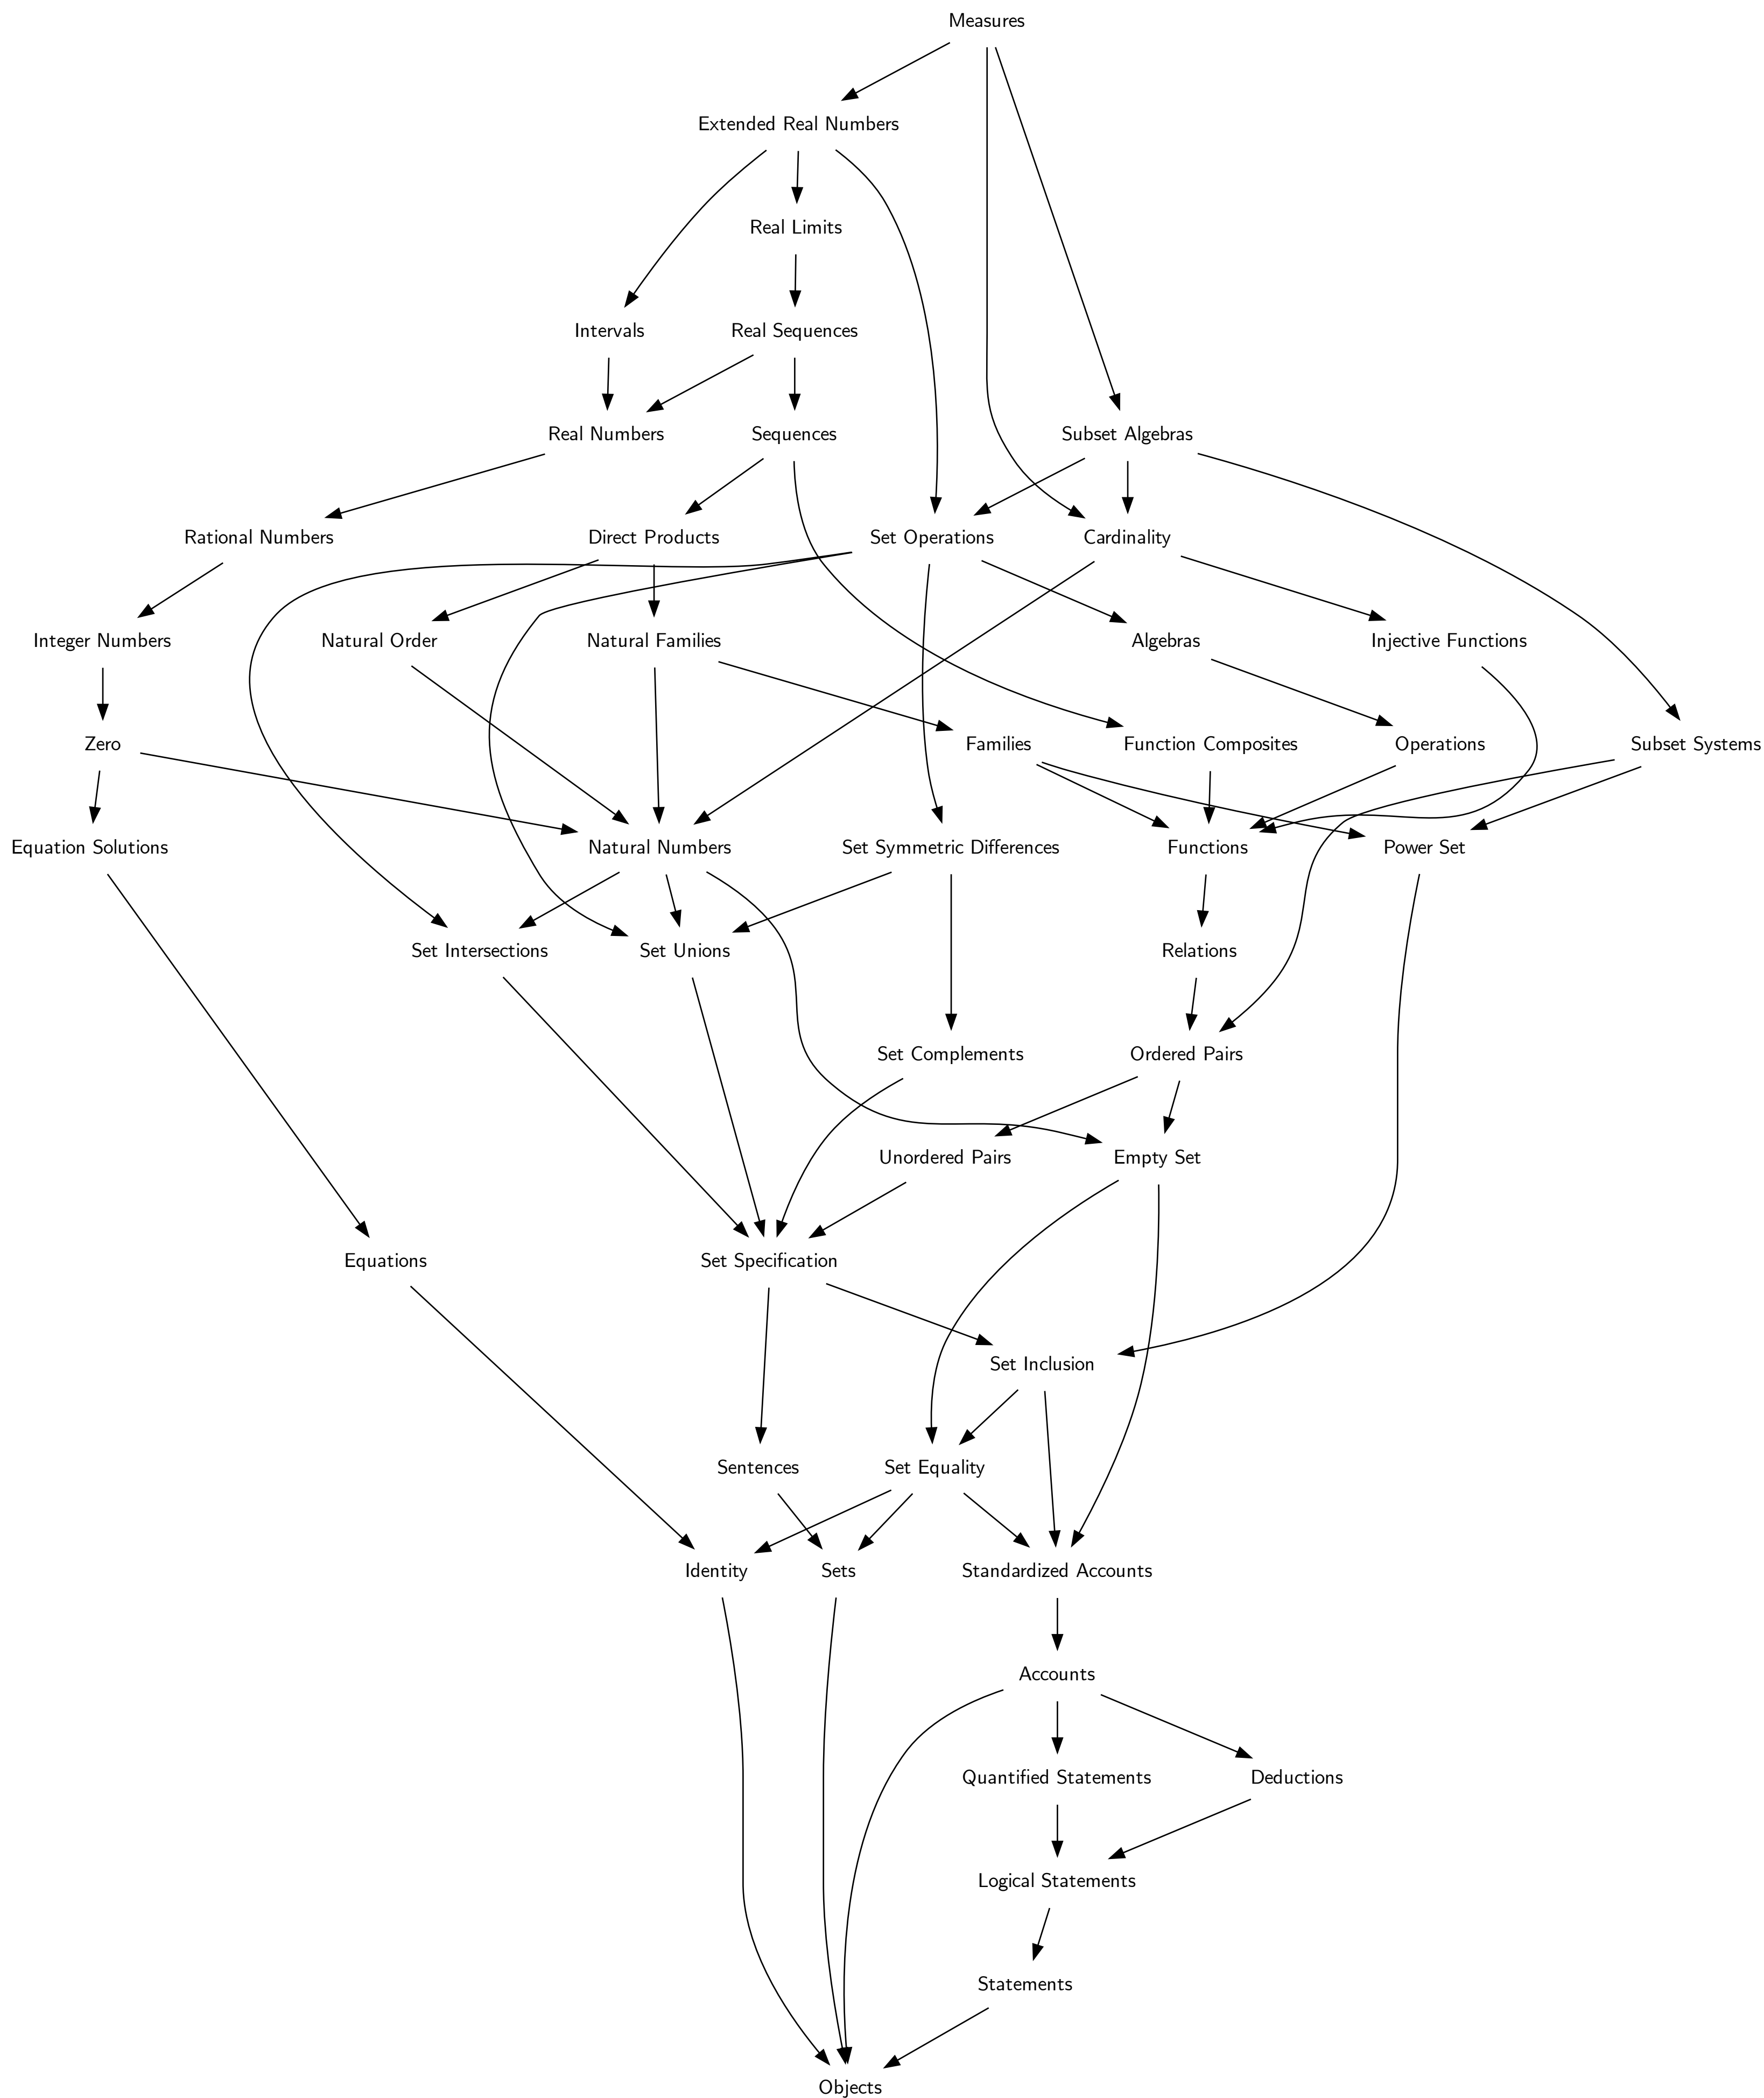 Measures
Extended Real Numbers
Real Limits
Intervals
Real Sequences
Real Numbers
Sequences
Subset Algebras
Rational Numbers
Direct Products
Set Operations
Cardinality
Integer Numbers
Natural Order
Natural Families
Algebras
Injective Functions
Zero
Families
Function Composites
Operations
Subset Systems
Equation Solutions
Natural Numbers
Set Symmetric Differences
Functions
Power Set
Set Intersections
Set Unions
Relations
Set Complements
Ordered Pairs
Unordered Pairs
Empty Set
Equations
Set Specification
Set Inclusion
Sentences
Set Equality
Identity
Sets
Standardized Accounts
Accounts
Quantified Statements
Deductions
Logical Statements
Statements
Objects